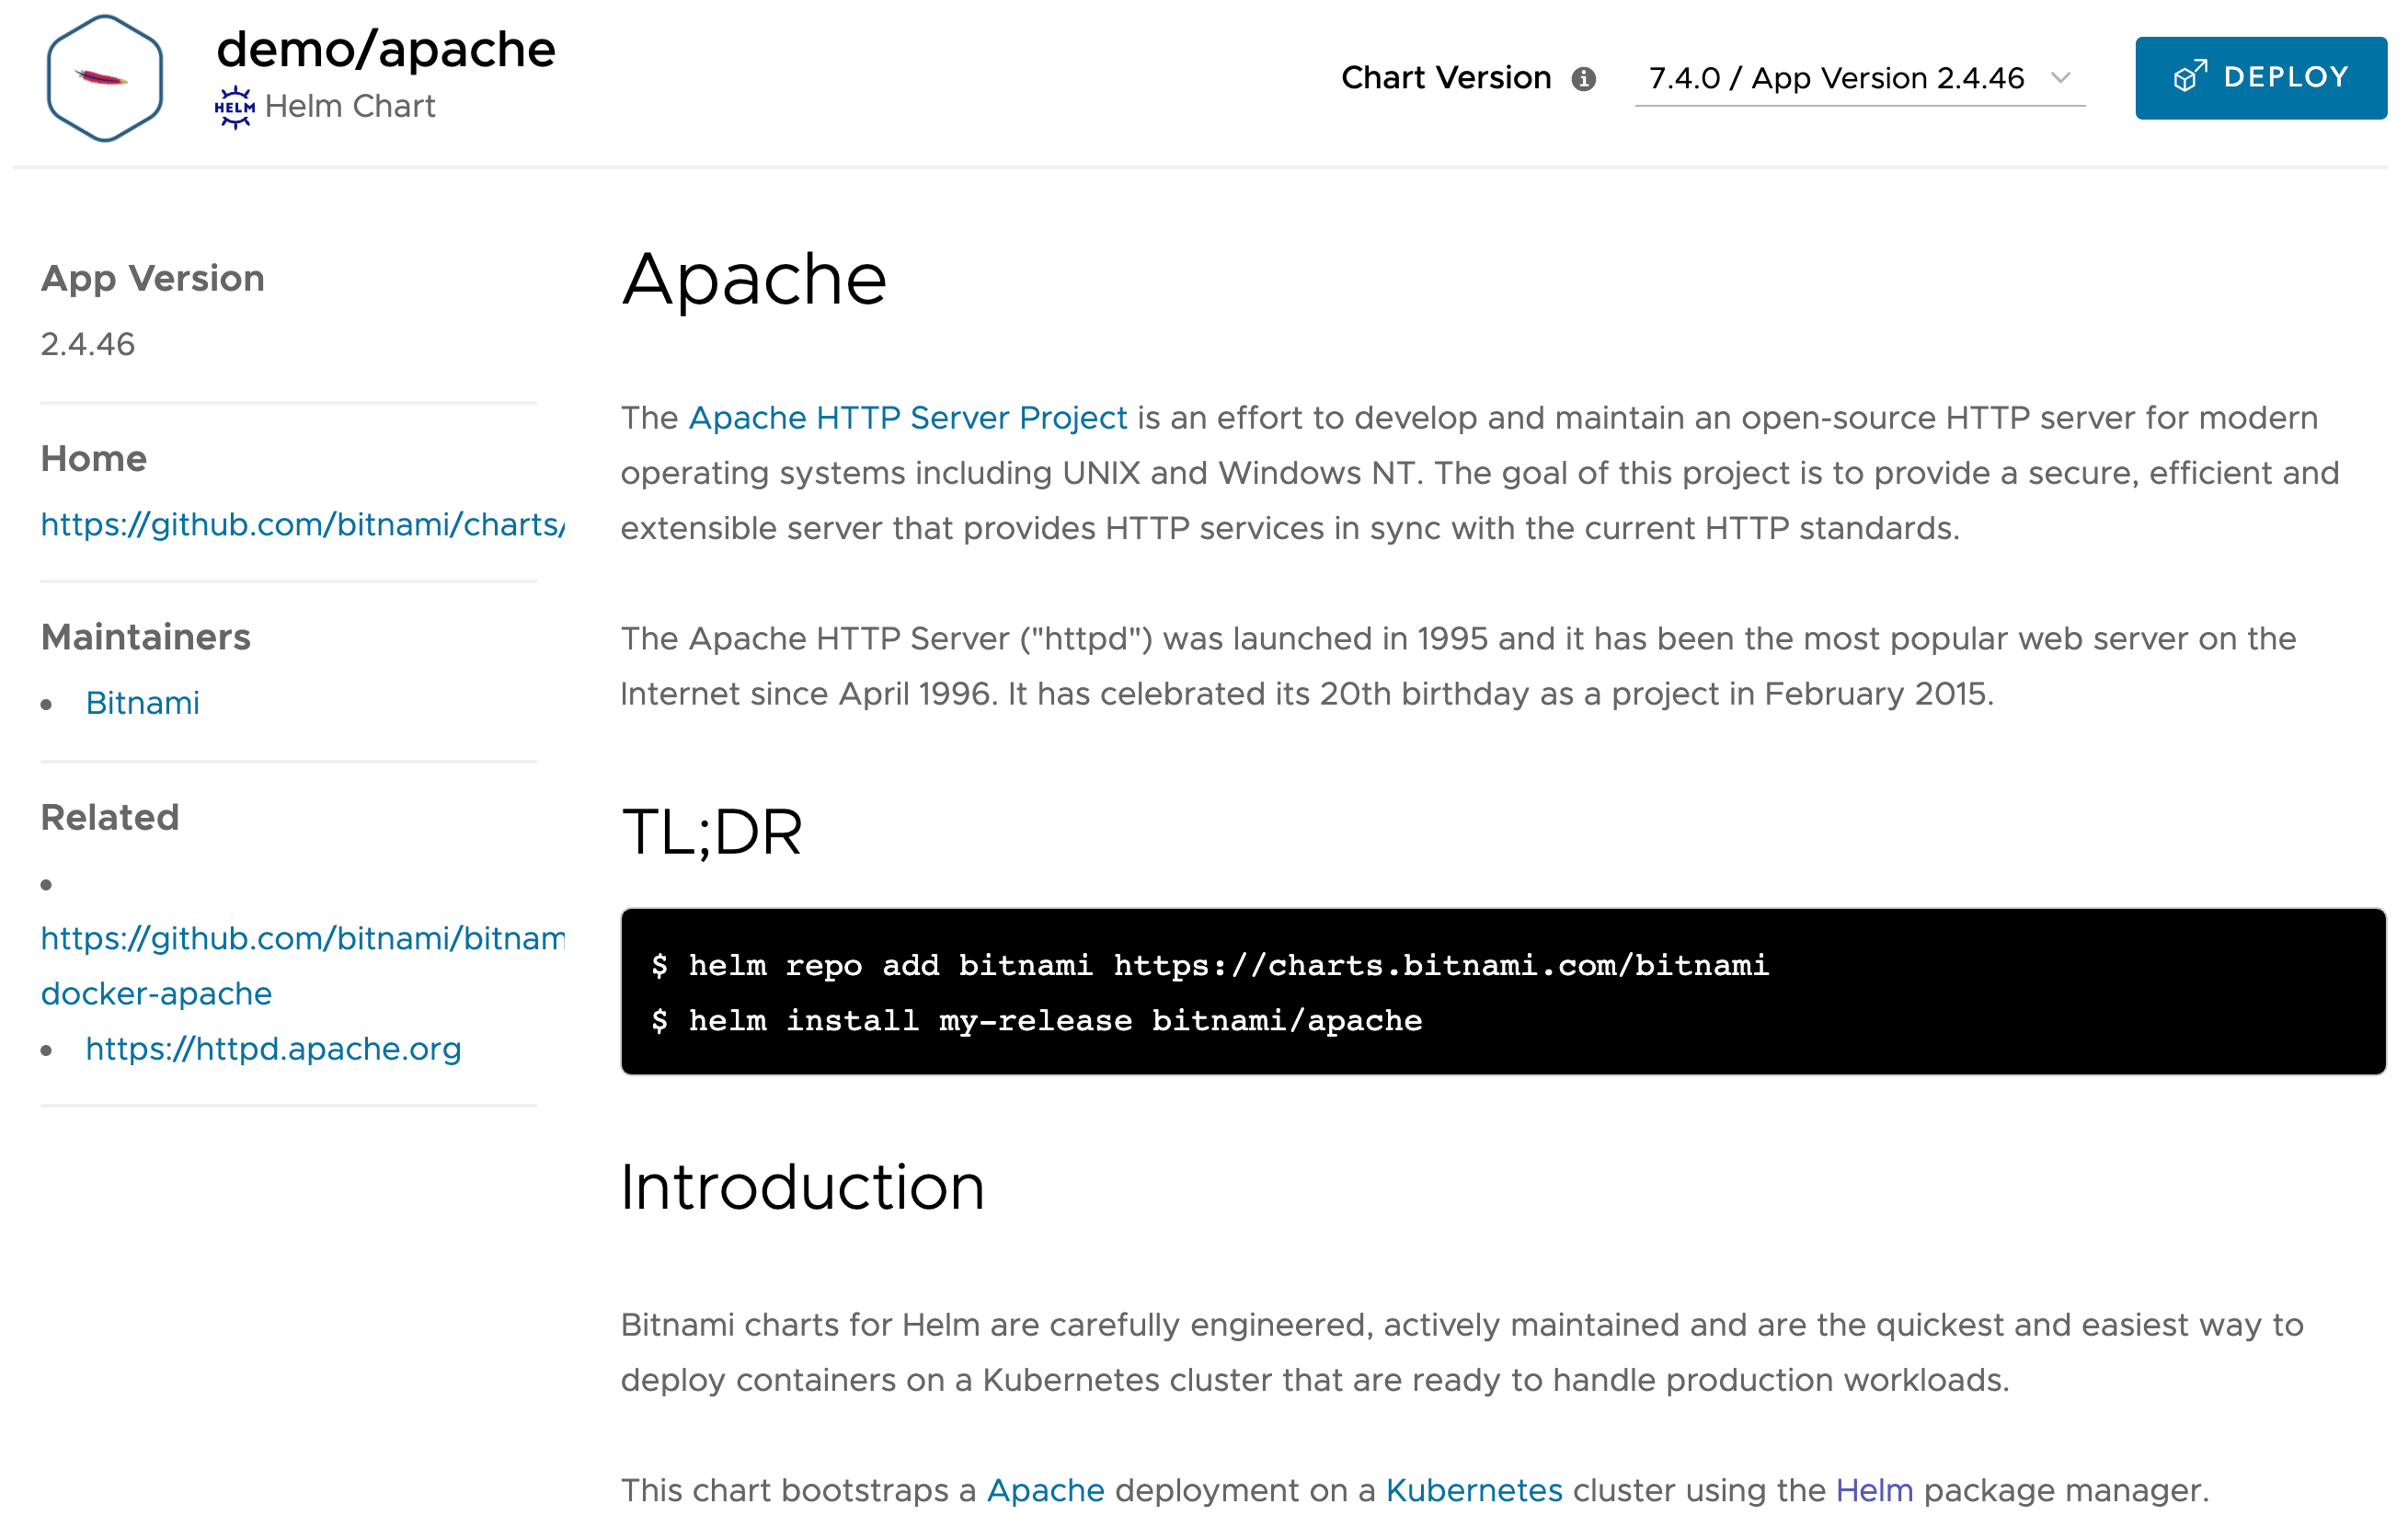 demo/apache
HELM Helm Chart
Chart Version 7.4.0 / App Version 2.4.46
DEPLOY
App Version
2.4.46
Home
https://github.com/bitnami/charts/
Maintainers
• Bitnami
Related
•
https://github.com/bitnami/bitnam
docker-apache
• https://httpd.apache.org
Apache
The Apache HTTP Server Project is an effort to develop and maintain an open-source HTTP server for modern
operating systems including UNIX and Windows NT. The goal of this project is to provide a secure, efficient and
extensible server that provides HTTP services in sync with the current HTTP standards.
The Apache HTTP Server ("httpd") was launched in 1995 and it has been the most popular web server on the
Internet since April 1996. It has celebrated its 20th birthday as a project in February 2015.
TL;DR
$ helm repo add bitnami https://charts.bitnami.com/bitnami
$ helm install my-release bitnami/apache
Introduction
Bitnami charts for Helm are carefully engineered, actively maintained and are the quickest and easiest way to
deploy containers on a Kubernetes cluster that are ready to handle production workloads.
This chart bootstraps a Apache deployment on a Kubernetes cluster using the Helm package manager.